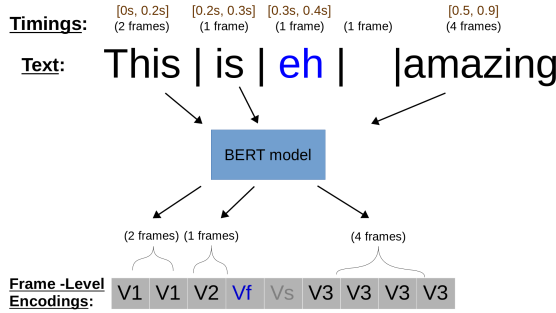 [0s, 0.2s] [0.2s, 0.3s] [0.3s, 0.4s] [0.5, 0.9]
Timings: (2 frames) (1 frame) (1 frame) (1 frame) (4 frames)
Text: This | is | eh | |amazing
BERT model
(2 frames) (1 frames) (4 frames)
Frame -Level
Encodings: V1 V1 V2 Vf Vs V3 V3 V3 V3